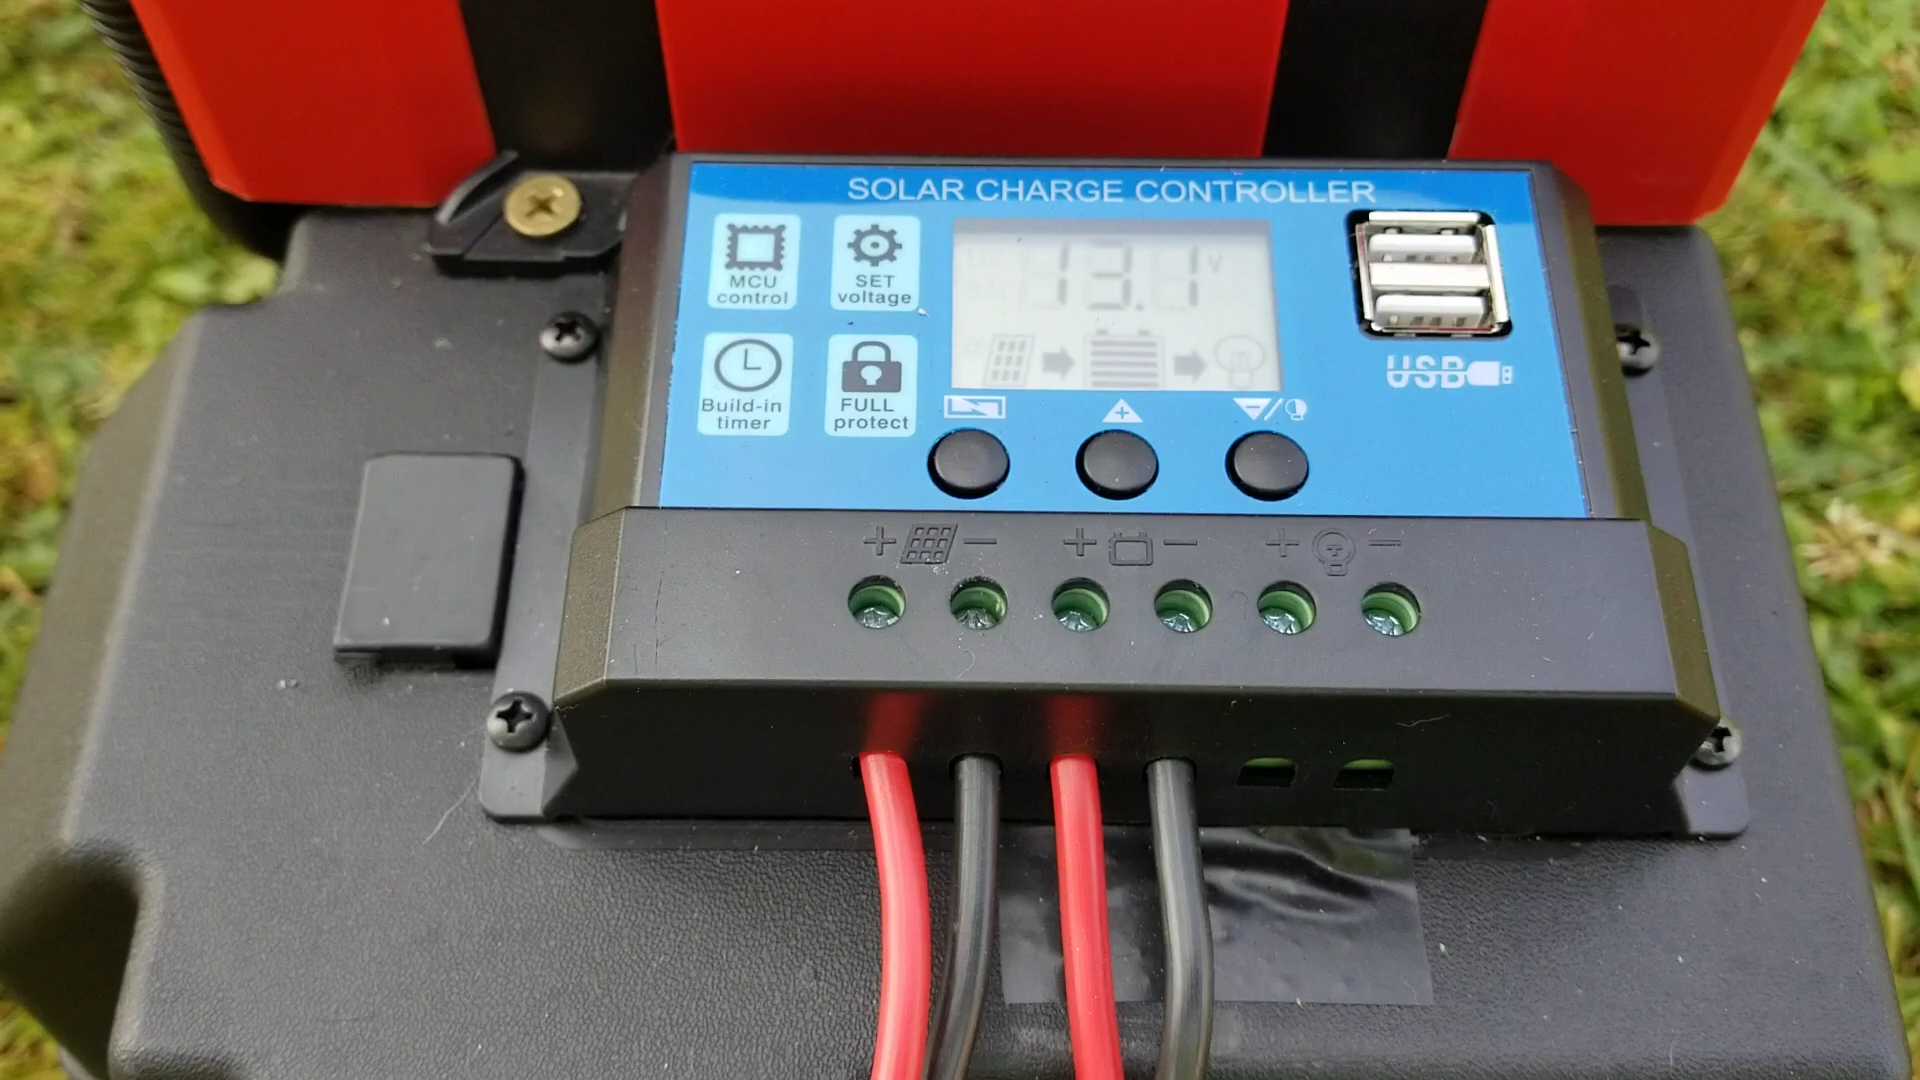 SOLAR CHARGE CONTROLLER
MCU
control
SET
voltage
13.1 V
Build-in
timer
FULL
protect
USB
+ −
+ −
+ −